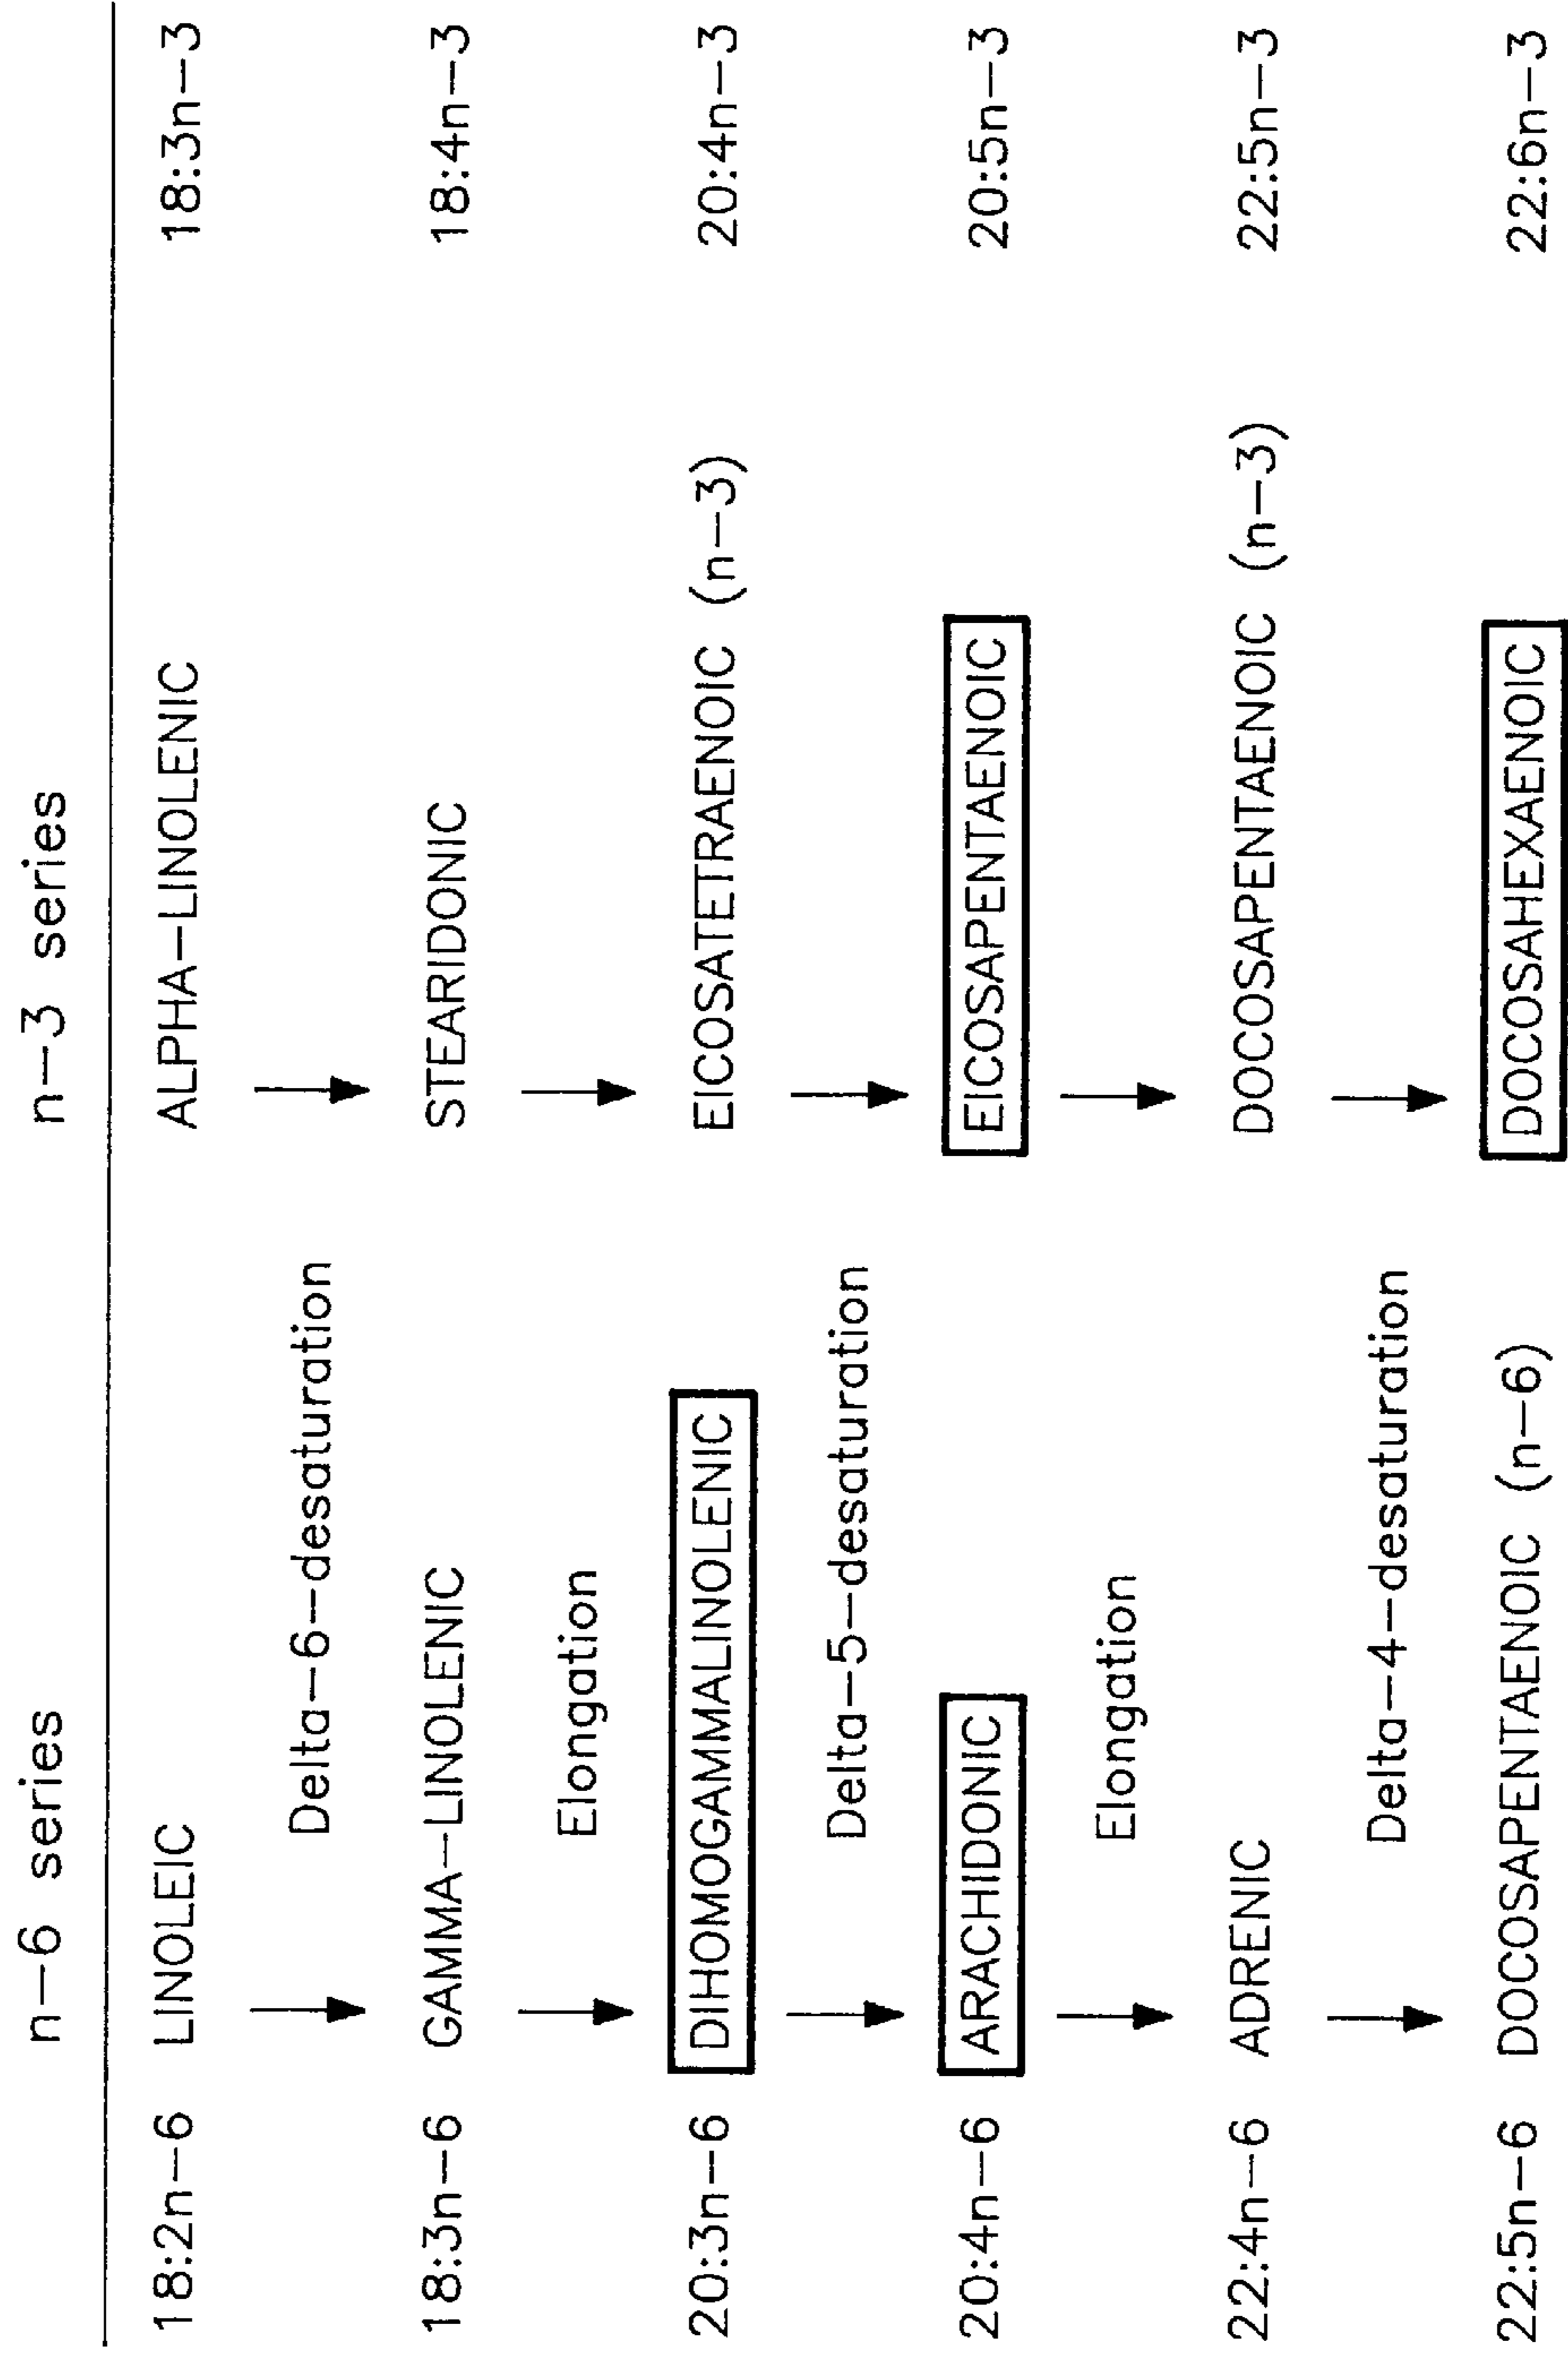 n-6 series n-3 series
18:2n-6 LINOLEIC ALPHA-LINOLENIC 18:3n-3
Delta-6-desaturation
18:3n-6 GAMMA-LINOLENIC STEARIDONIC 18:4n-3
Elongation
20:3n-6 DIHOMOGAMMALINOLENIC EICOSATETRAENOIC (n-3) 20:4n-3
Delta-5-desaturation
20:4n-6 ARACHIDONIC EICOSAPENTAENOIC 20:5n-3
Elongation
22:4n-6 ADRENIC DOCOSAPENTAENOIC (n-3) 22:5n-3
Delta-4-desaturation
22:5n-6 DOCOSAPENTAENOIC (n-6) DOCOSAHEXAENOIC 22:6n-3